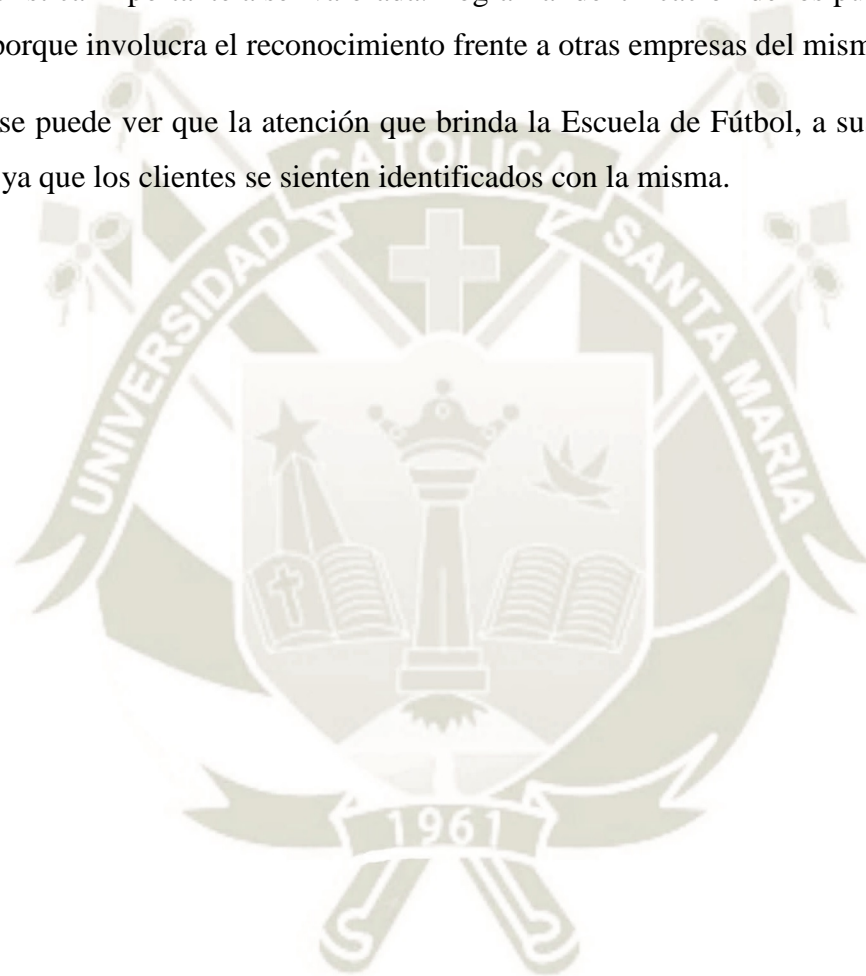 porque involucra el reconocimiento frente a otras empresas del mism
se puede ver que la atención que brinda la Escuela de Fútbol, a su
ya que los clientes se sienten identificados con la misma.
UNIVERSIDAD CATOLICA SANTA MARIA
1961